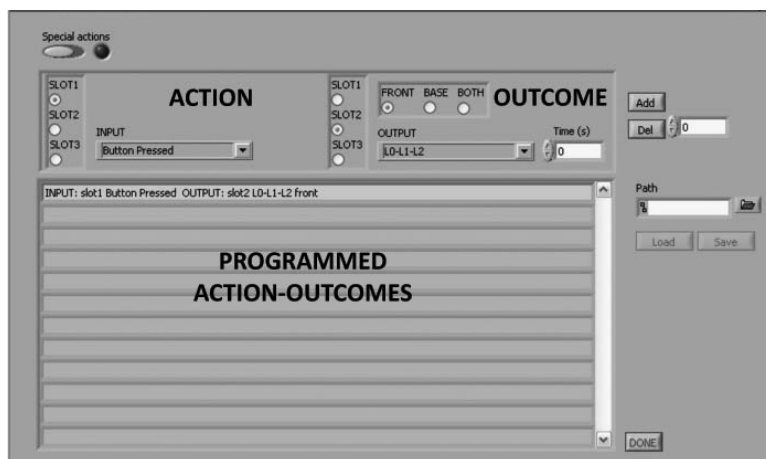 Special actions
SLOT1
SLOT2
SLOT3
ACTION
INPUT
Button Pressed
SLOT1
SLOT2
SLOT3
FRONT BASE BOTH
OUTCOME
OUTPUT
Time (s)
L0-L1-L2
0
Add
Del
0
INPUT: slot1 Button Pressed OUTPUT: slot2 L0-L1-L2 front
PROGRAMMED
ACTION-OUTCOMES
Path
Load
Save
DONE